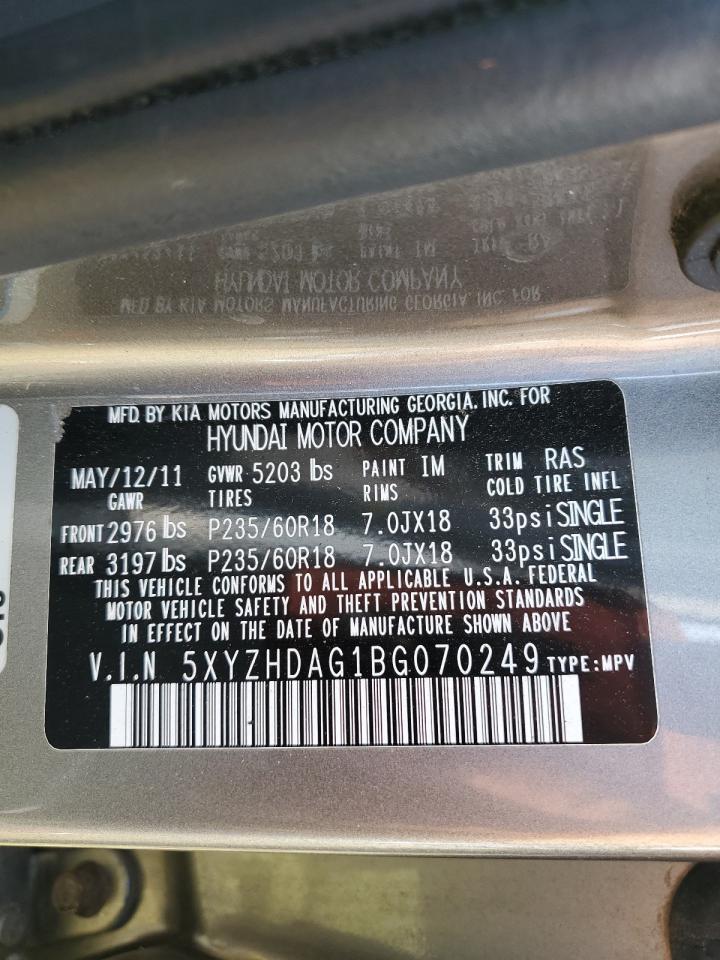 MFD. BY KIA MOTORS MANUFACTURING GEORGIA. INC. FOR
HYUNDAI MOTOR COMPANY
MAY/12/11 GVWR 5203 lbs PAINT IM TRIM RAS
GAWR TIRES RIMS COLD TIRE INFL
FRONT 2976 lbs P235/60R18 7.0JX18 33psi SINGLE
REAR 3197 lbs P235/60R18 7.0JX18 33psi SINGLE
THIS VEHICLE CONFORMS TO ALL APPLICABLE U.S.A. FEDERAL
MOTOR VEHICLE SAFETY AND THEFT PREVENTION STANDARDS
IN EFFECT ON THE DATE OF MANUFACTURE SHOWN ABOVE
V.I.N 5XYZHDAG1BG070249 TYPE:MPV